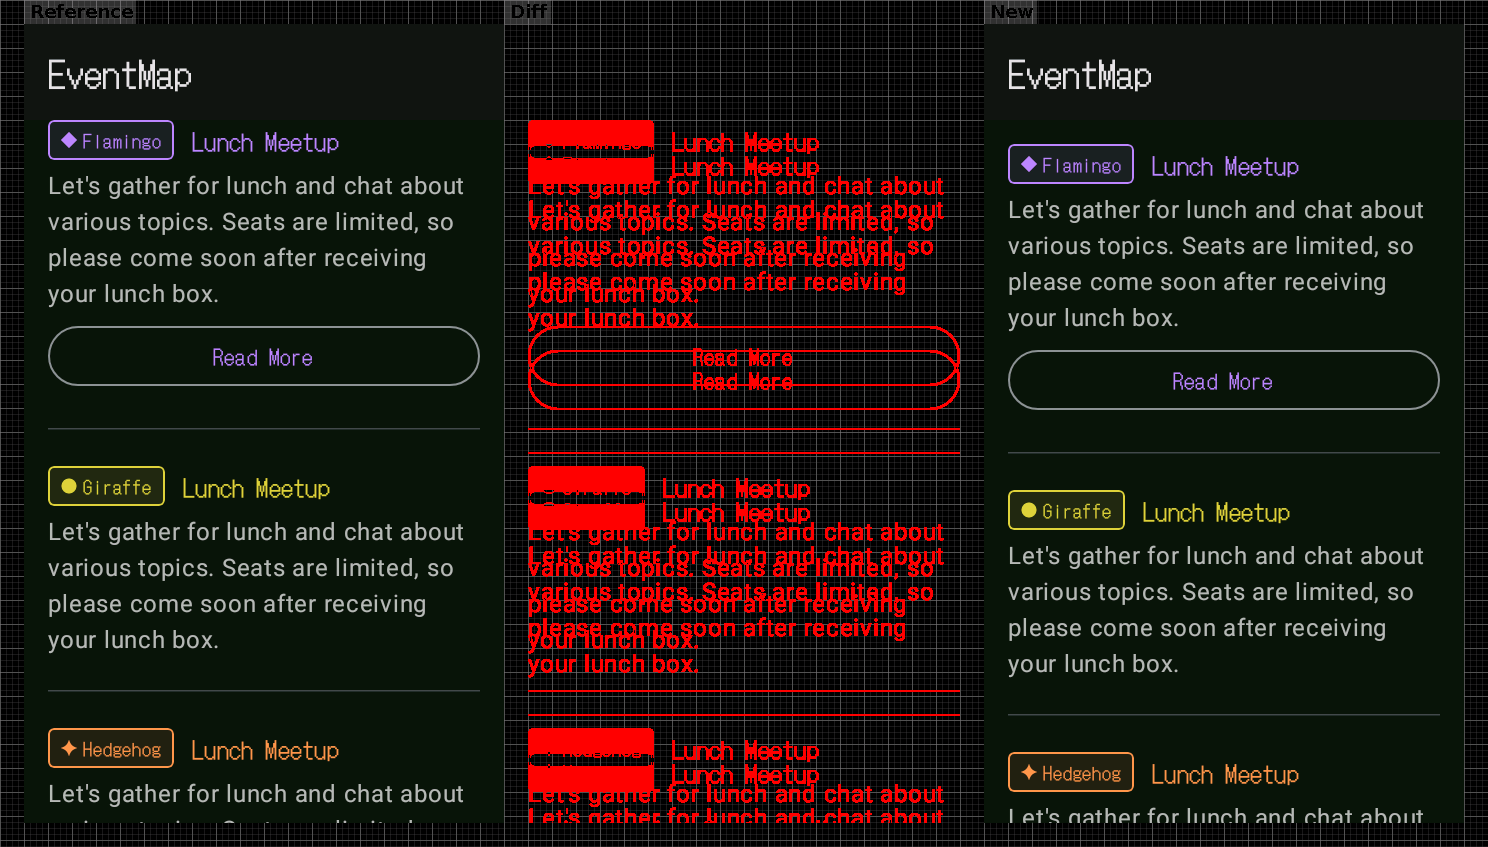 Reference
EventMap
Flamingo Lunch Meetup
Let's gather for lunch and chat about
various topics. Seats are limited, so
please come soon after receiving
your lunch box.
Read More
Giraffe Lunch Meetup
Let's gather for lunch and chat about
various topics. Seats are limited, so
please come soon after receiving
your lunch box.
Hedgehog Lunch Meetup
Let's gather for lunch and chat about
Diff
Lunch Meetup
Lunch Meetup
Let's gather for lunch and chat about
Let's gather for lunch and chat about
various topics. Seats are limited, so
various topics. Seats are limited, so
please come soon after receiving
please come soon after receiving
your lunch box.
your lunch box.
Read More
Read More
Lunch Meetup
Lunch Meetup
Let's gather for lunch and chat about
Let's gather for lunch and chat about
various topics. Seats are limited, so
various topics. Seats are limited, so
please come soon after receiving
please come soon after receiving
your lunch box.
your lunch box.
Lunch Meetup
Lunch Meetup
Let's gather for lunch and chat about
Let's gather for lunch and chat about
New
EventMap
Flamingo Lunch Meetup
Let's gather for lunch and chat about
various topics. Seats are limited, so
please come soon after receiving
your lunch box.
Read More
Giraffe Lunch Meetup
Let's gather for lunch and chat about
various topics. Seats are limited, so
please come soon after receiving
your lunch box.
Hedgehog Lunch Meetup
Let's gather for lunch and chat about